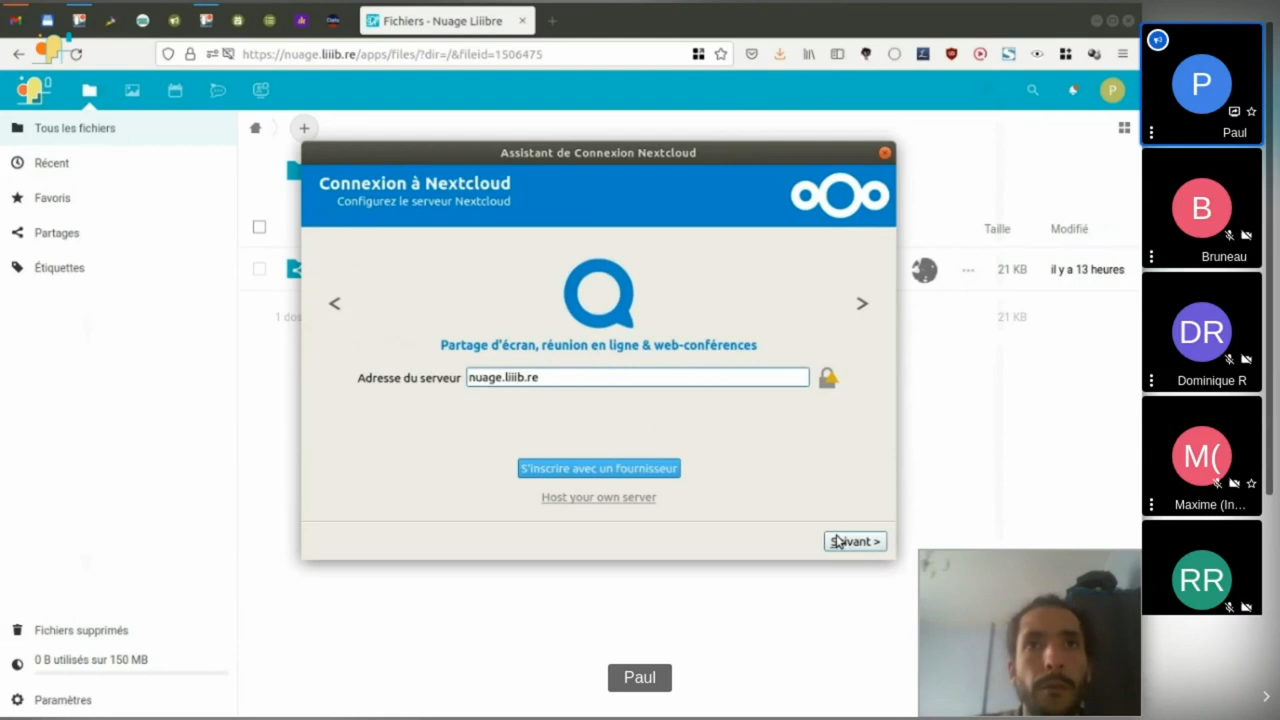 Fichiers - Nuage Liiibre
https://nuage.liiib.re/apps/files/?dir=/&fileid=1506475
P
Tous les fichiers
Récent
Favoris
Partages
Étiquettes
Assistant de Connexion Nextcloud
Connexion à Nextcloud
Configurez le serveur Nextcloud
Partage d'écran, réunion en ligne & web-conférences
Adresse du serveur nuage.liiib.re
S'inscrire avec un fournisseur
Host your own server
Suivant >
Taille
Modifié
21 KB
il y a 13 heures
1 dos
21 KB
Fichiers supprimés
0 B utilisés sur 150 MB
Paramètres
Paul
P
Paul
B
Bruneau
DR
Dominique R
M(
Maxime (In...
RR